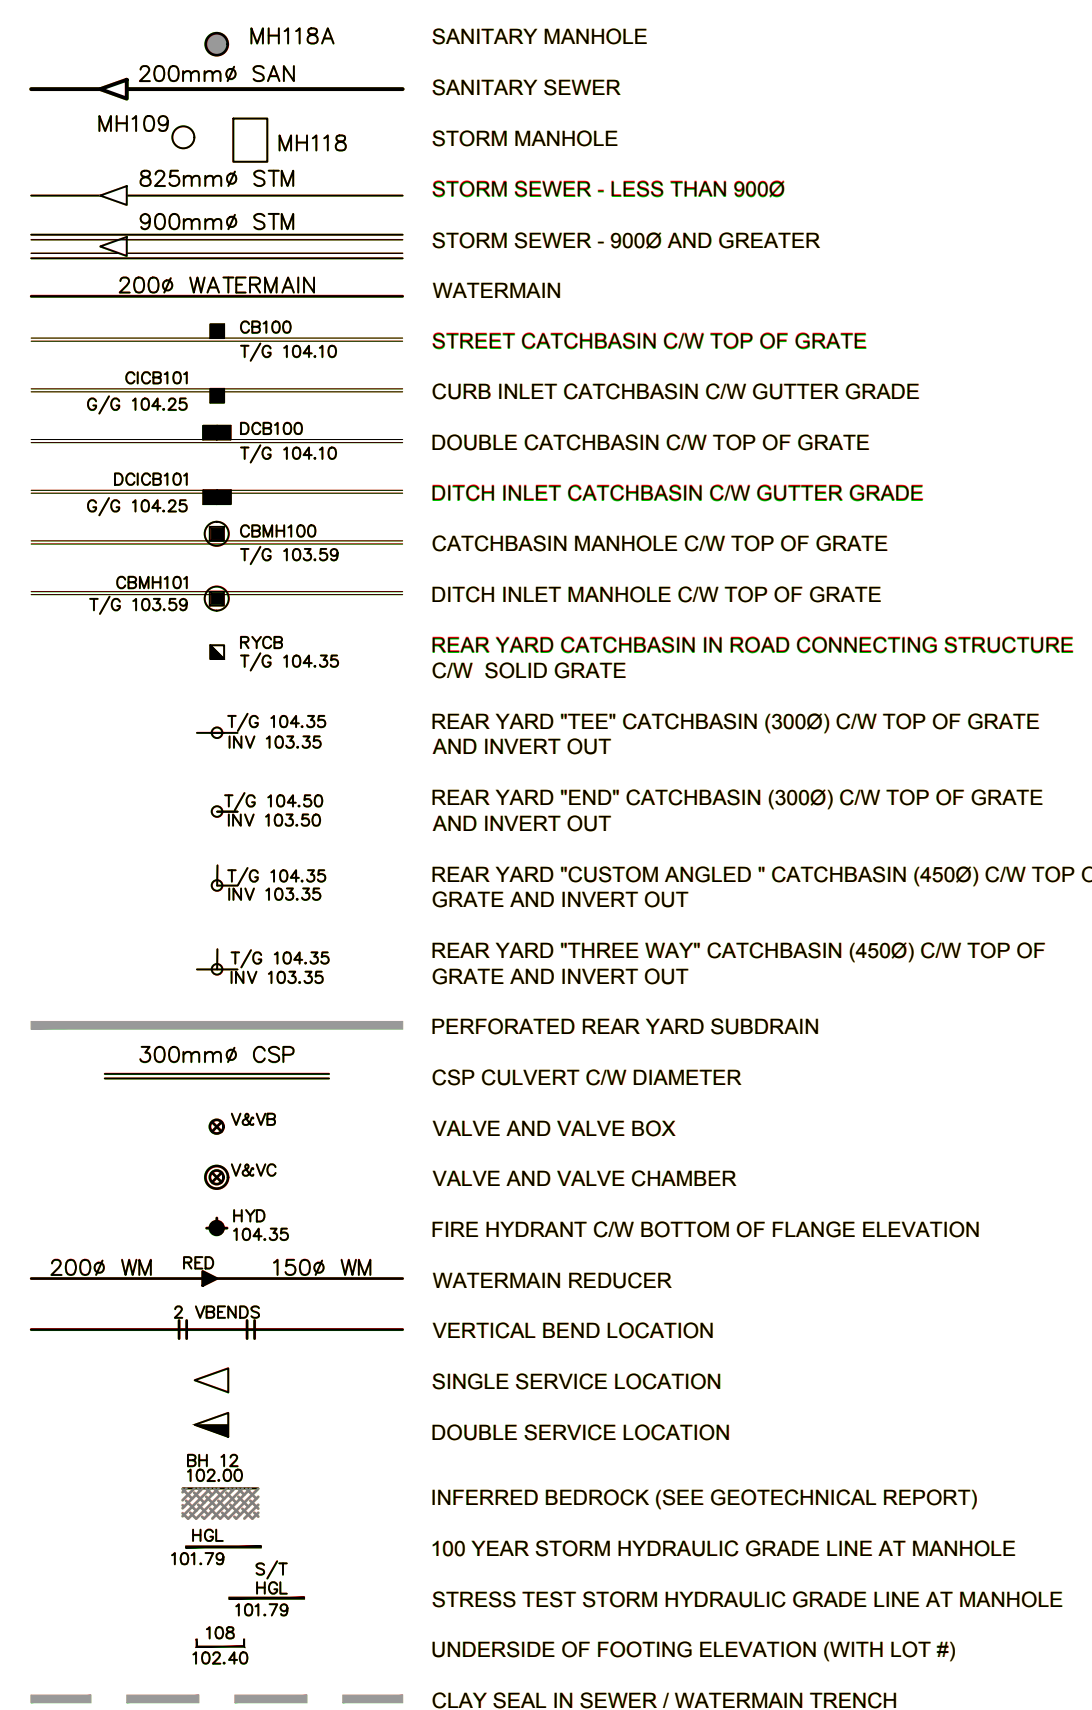 MH118A SANITARY MANHOLE
200mmø SAN SANITARY SEWER
MH109 MH118 STORM MANHOLE
825mmø STM STORM SEWER - LESS THAN 900Ø
900mmø STM STORM SEWER - 900Ø AND GREATER
200ø WATERMAIN WATERMAIN
CB100
T/G 104.10
STREET CATCHBASIN C/W TOP OF GRATE
CICB101
G/G 104.25
CURB INLET CATCHBASIN C/W GUTTER GRADE
DCB100
T/G 104.10
DOUBLE CATCHBASIN C/W TOP OF GRATE
DCICB101
G/G 104.25
DITCH INLET CATCHBASIN C/W GUTTER GRADE
CBMH100
T/G 103.59
CATCHBASIN MANHOLE C/W TOP OF GRATE
CBMH101
T/G 103.59
DITCH INLET MANHOLE C/W TOP OF GRATE
RYCB
T/G 104.35
REAR YARD CATCHBASIN IN ROAD CONNECTING STRUCTURE
C/W SOLID GRATE
T/G 104.35
INV 103.35
REAR YARD "TEE" CATCHBASIN (300Ø) C/W TOP OF GRATE
AND INVERT OUT
T/G 104.50
INV 103.50
REAR YARD "END" CATCHBASIN (300Ø) C/W TOP OF GRATE
AND INVERT OUT
T/G 104.35
INV 103.35
REAR YARD "CUSTOM ANGLED " CATCHBASIN (450Ø) C/W TOP
GRATE AND INVERT OUT
T/G 104.35
INV 103.35
REAR YARD "THREE WAY" CATCHBASIN (450Ø) C/W TOP OF
GRATE AND INVERT OUT
PERFORATED REAR YARD SUBDRAIN
300mmø CSP CSP CULVERT C/W DIAMETER
V&VB VALVE AND VALVE BOX
V&VC VALVE AND VALVE CHAMBER
HYD
104.35
FIRE HYDRANT C/W BOTTOM OF FLANGE ELEVATION
200ø WM RED 150ø WM WATERMAIN REDUCER
2 VBENDS VERTICAL BEND LOCATION
SINGLE SERVICE LOCATION
DOUBLE SERVICE LOCATION
BH 12
102.00
INFERRED BEDROCK (SEE GEOTECHNICAL REPORT)
HGL
101.79
100 YEAR STORM HYDRAULIC GRADE LINE AT MANHOLE
S/T
HGL
101.79
STRESS TEST STORM HYDRAULIC GRADE LINE AT MANHOLE
108
102.40
UNDERSIDE OF FOOTING ELEVATION (WITH LOT #)
CLAY SEAL IN SEWER / WATERMAIN TRENCH